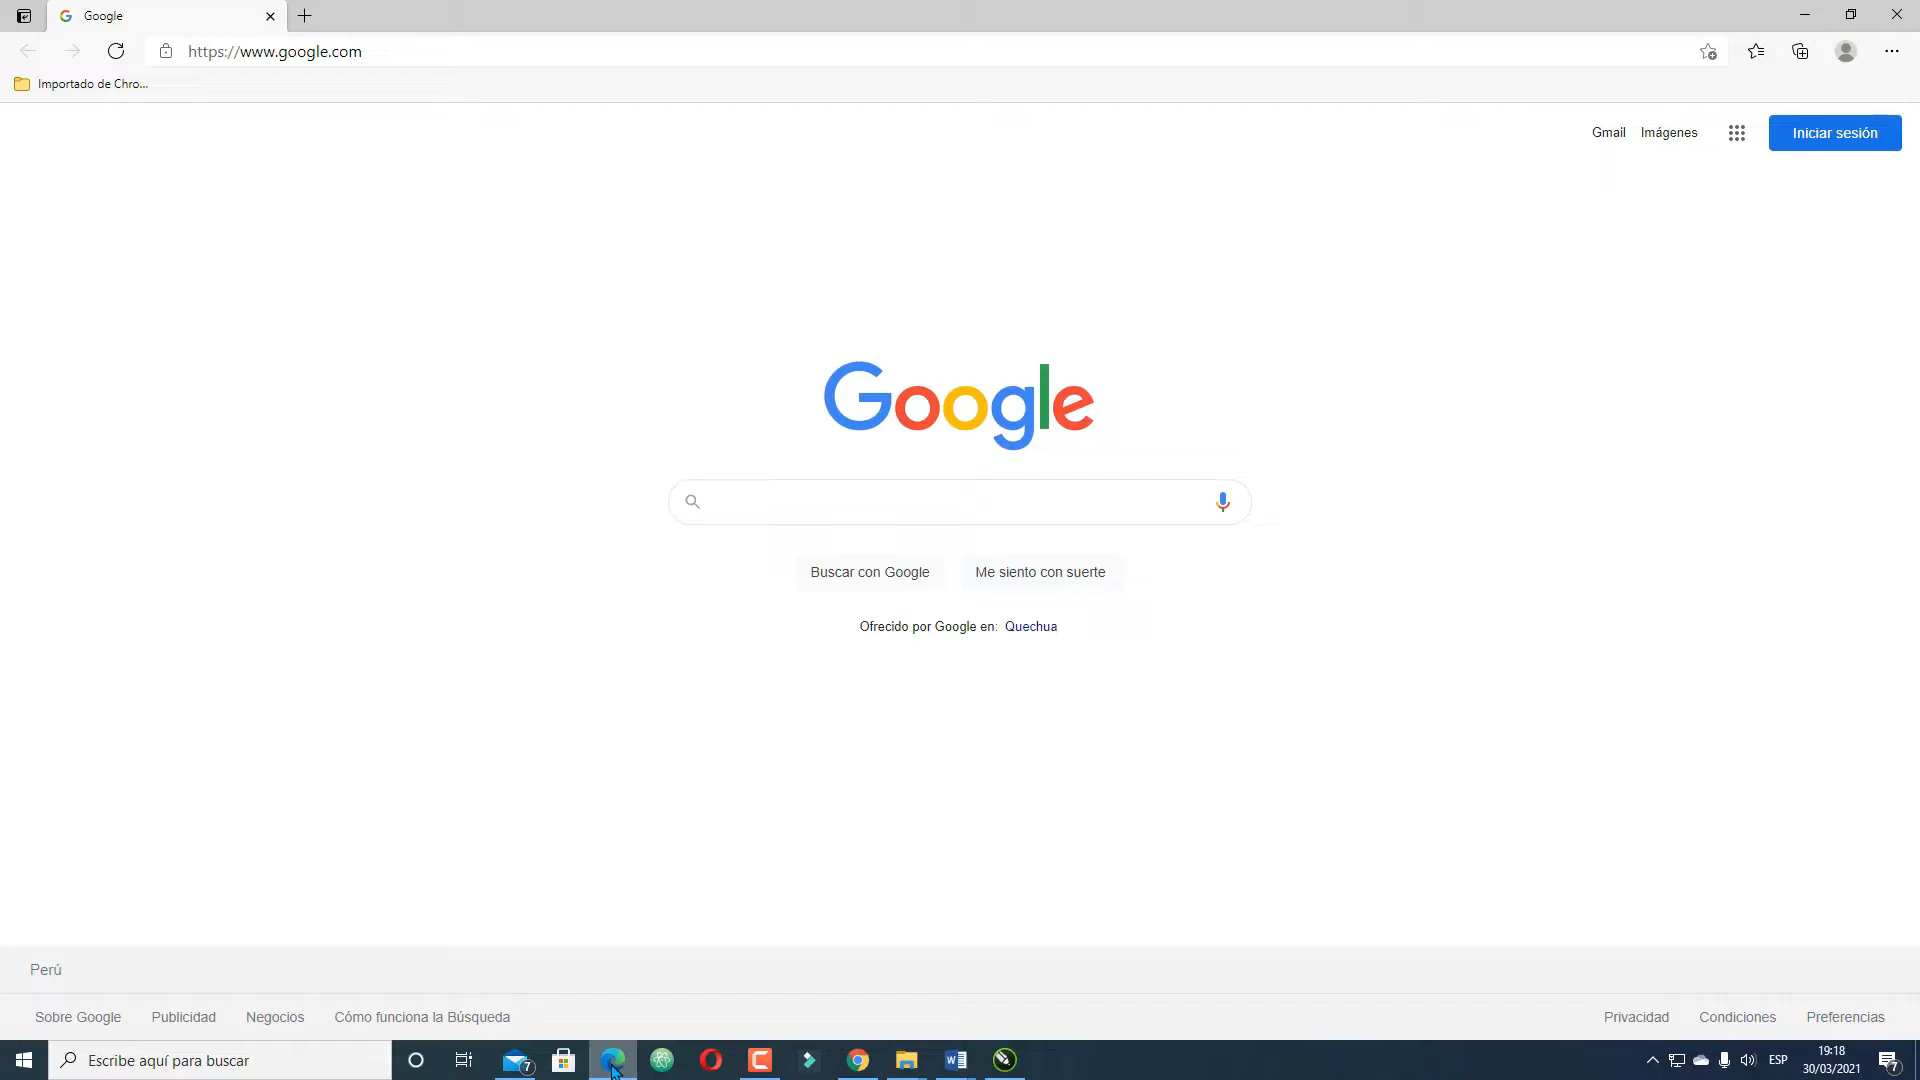 Google
https://www.google.com
Importado de Chro...
Gmail Imágenes Iniciar sesión
Google
Buscar con Google Me siento con suerte
Ofrecido por Google en: Quechua
Perú
Sobre Google Publicidad Negocios Cómo funciona la Búsqueda Privacidad Condiciones Preferencias
Escribe aquí para buscar 7 ESP 19:18
30/03/2021 7